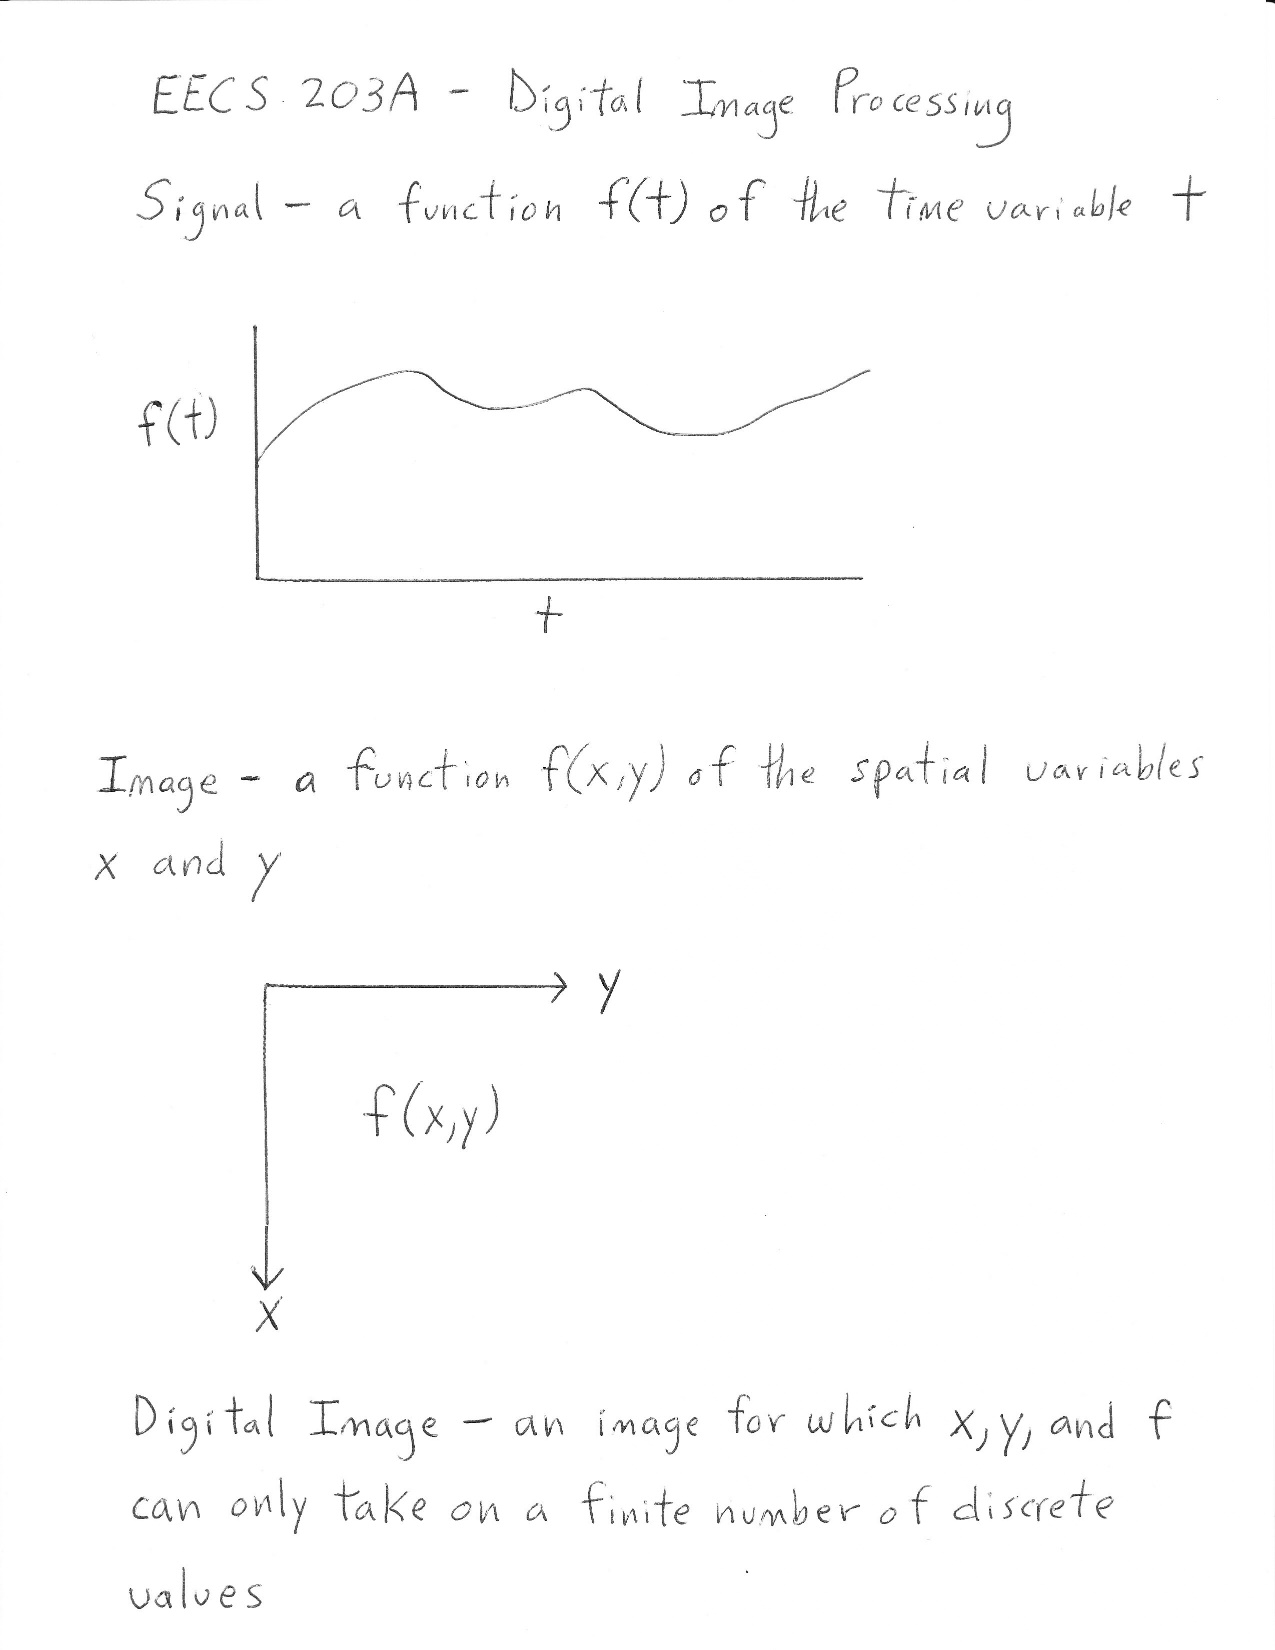 EECS 203A - Digital Image Processing
Signal - a function f(t) of the time variable t
f(t)
t
Image - a function f(x,y) of the spatial variables
x and y
y
f(x,y)
x
Digital Image - an image for which x, y, and f
can only take on a finite number of discrete
values